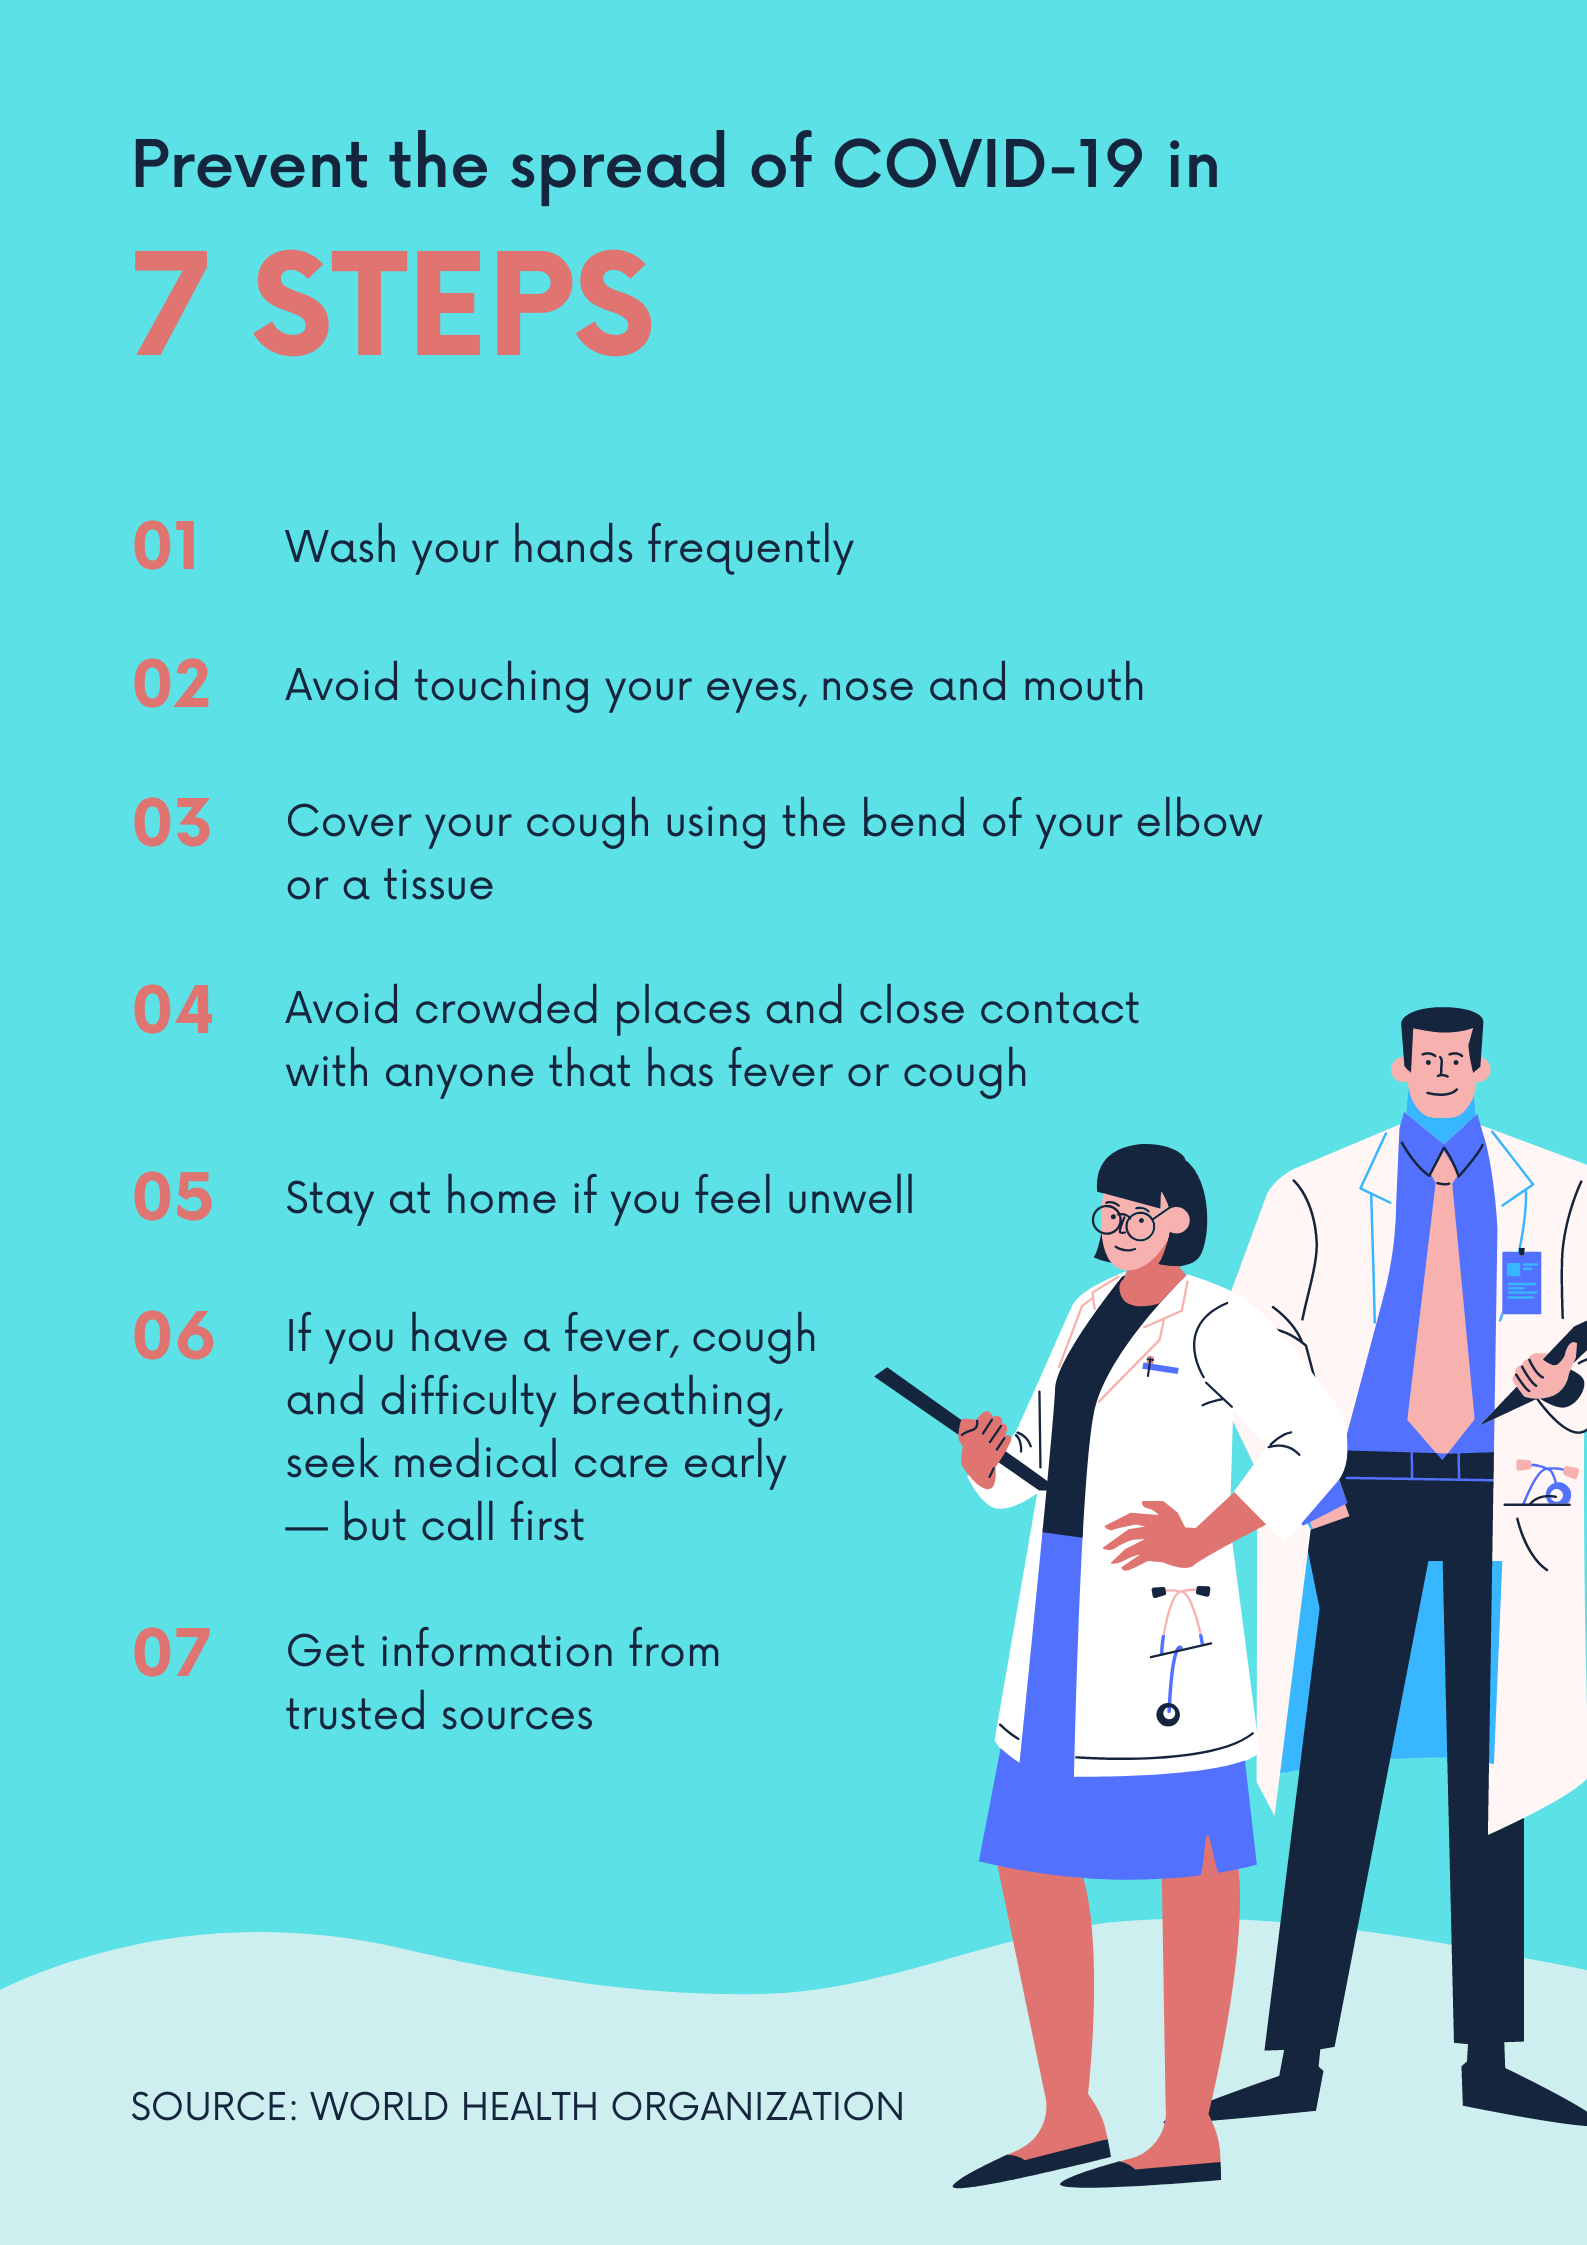 Prevent the spread of COVID-19 in
7 STEPS
01 Wash your hands frequently
02 Avoid touching your eyes, nose and mouth
03 Cover your cough using the bend of your elbow
or a tissue
04 Avoid crowded places and close contact
with anyone that has fever or cough
05 Stay at home if you feel unwell
06 If you have a fever, cough
and difficulty breathing,
seek medical care early
— but call first
07 Get information from
trusted sources
SOURCE: WORLD HEALTH ORGANIZATION